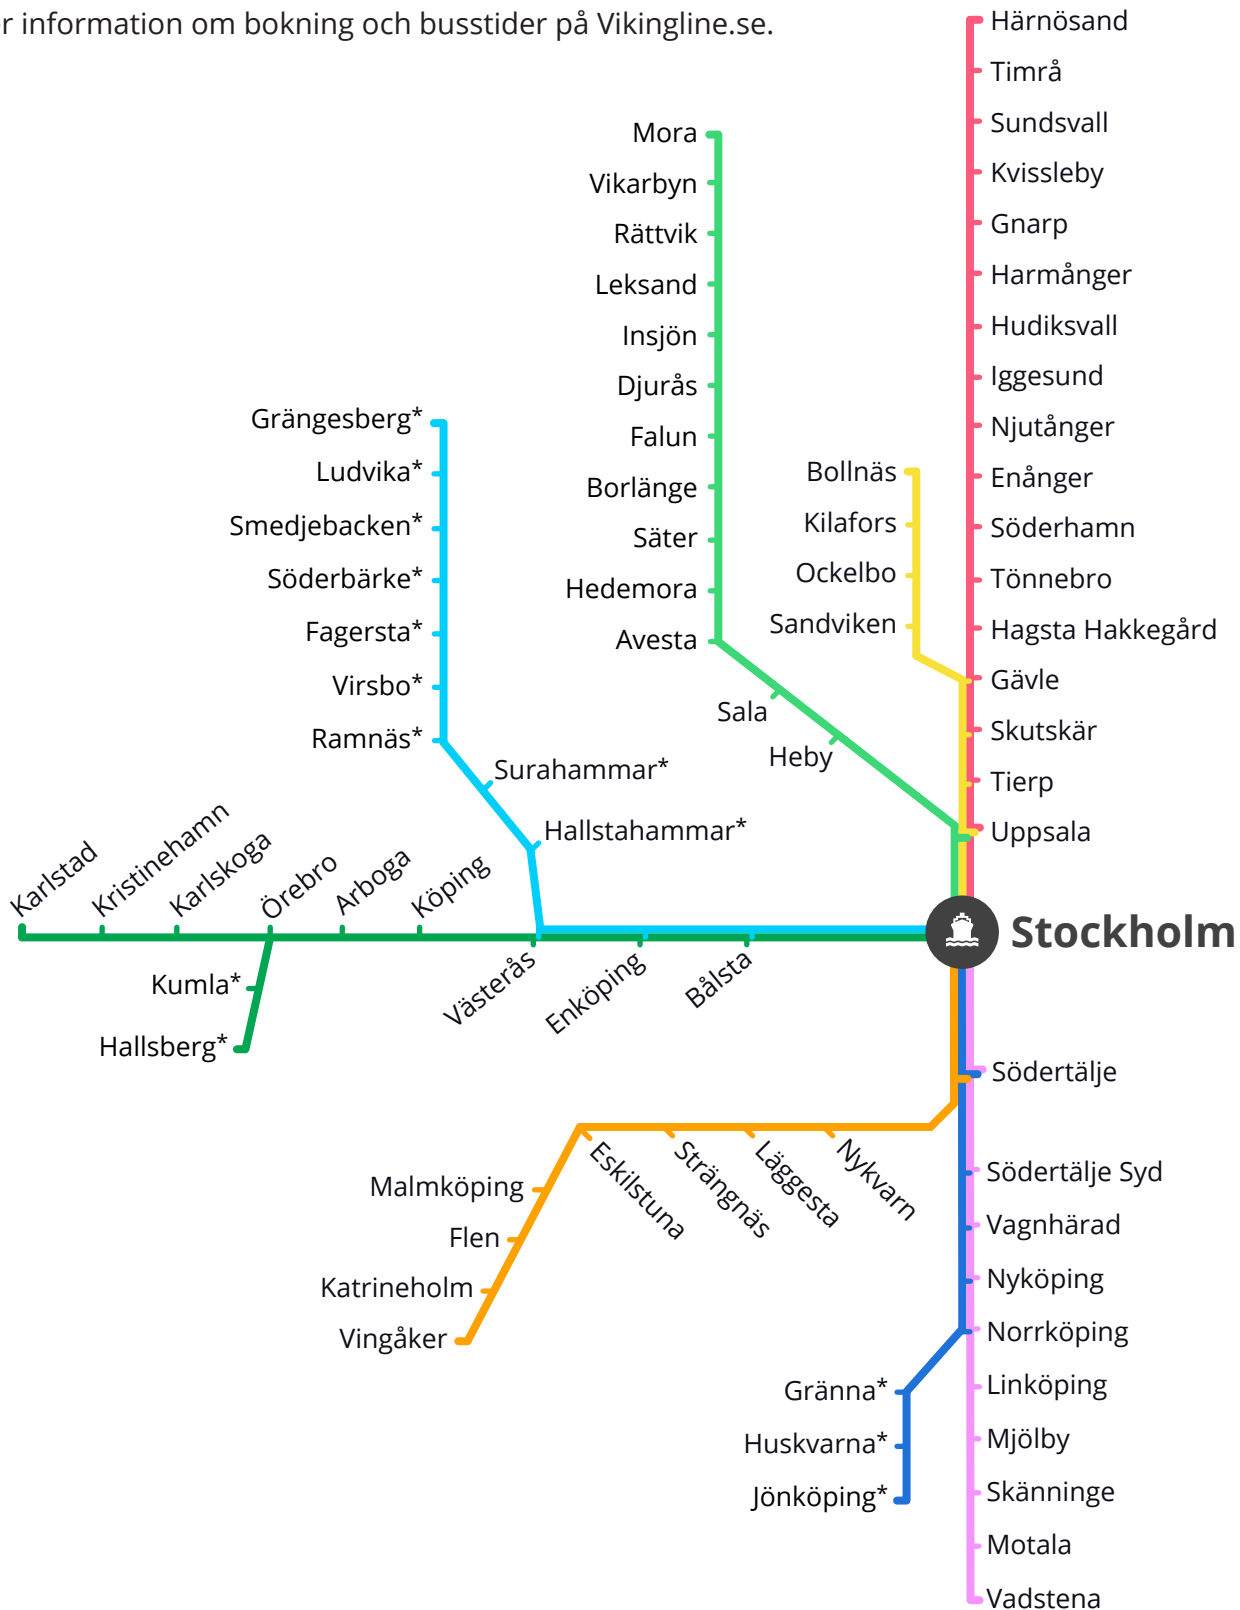 r information om bokning och busstider på Vikingline.se.
Härnösand
Timrå
Sundsvall
Kvissleby
Gnarp
Harmånger
Hudiksvall
Iggesund
Njutånger
Enånger
Söderhamn
Tönnebro
Hagsta Hakkegård
Gävle
Skutskär
Tierp
Uppsala
Mora
Vikarbyn
Rättvik
Leksand
Insjön
Djurås
Falun
Borlänge
Säter
Hedemora
Avesta
Sala
Heby
Bollnäs
Kilafors
Ockelbo
Sandviken
Grängesberg*
Ludvika*
Smedjebacken*
Söderbärke*
Fagersta*
Virsbo*
Ramnäs*
Surahammar*
Hallstahammar*
Karlstad
Kristinehamn
Karlskoga
Örebro
Arboga
Köping
Kumla*
Hallsberg*
Västerås
Enköping
Bålsta
Stockholm
Södertälje
Södertälje Syd
Vagnhärad
Nyköping
Norrköping
Linköping
Mjölby
Skänninge
Motala
Vadstena
Eskilstuna
Strängnäs
Läggesta
Nykvarn
Malmköping
Flen
Katrineholm
Vingåker
Gränna*
Huskvarna*
Jönköping*